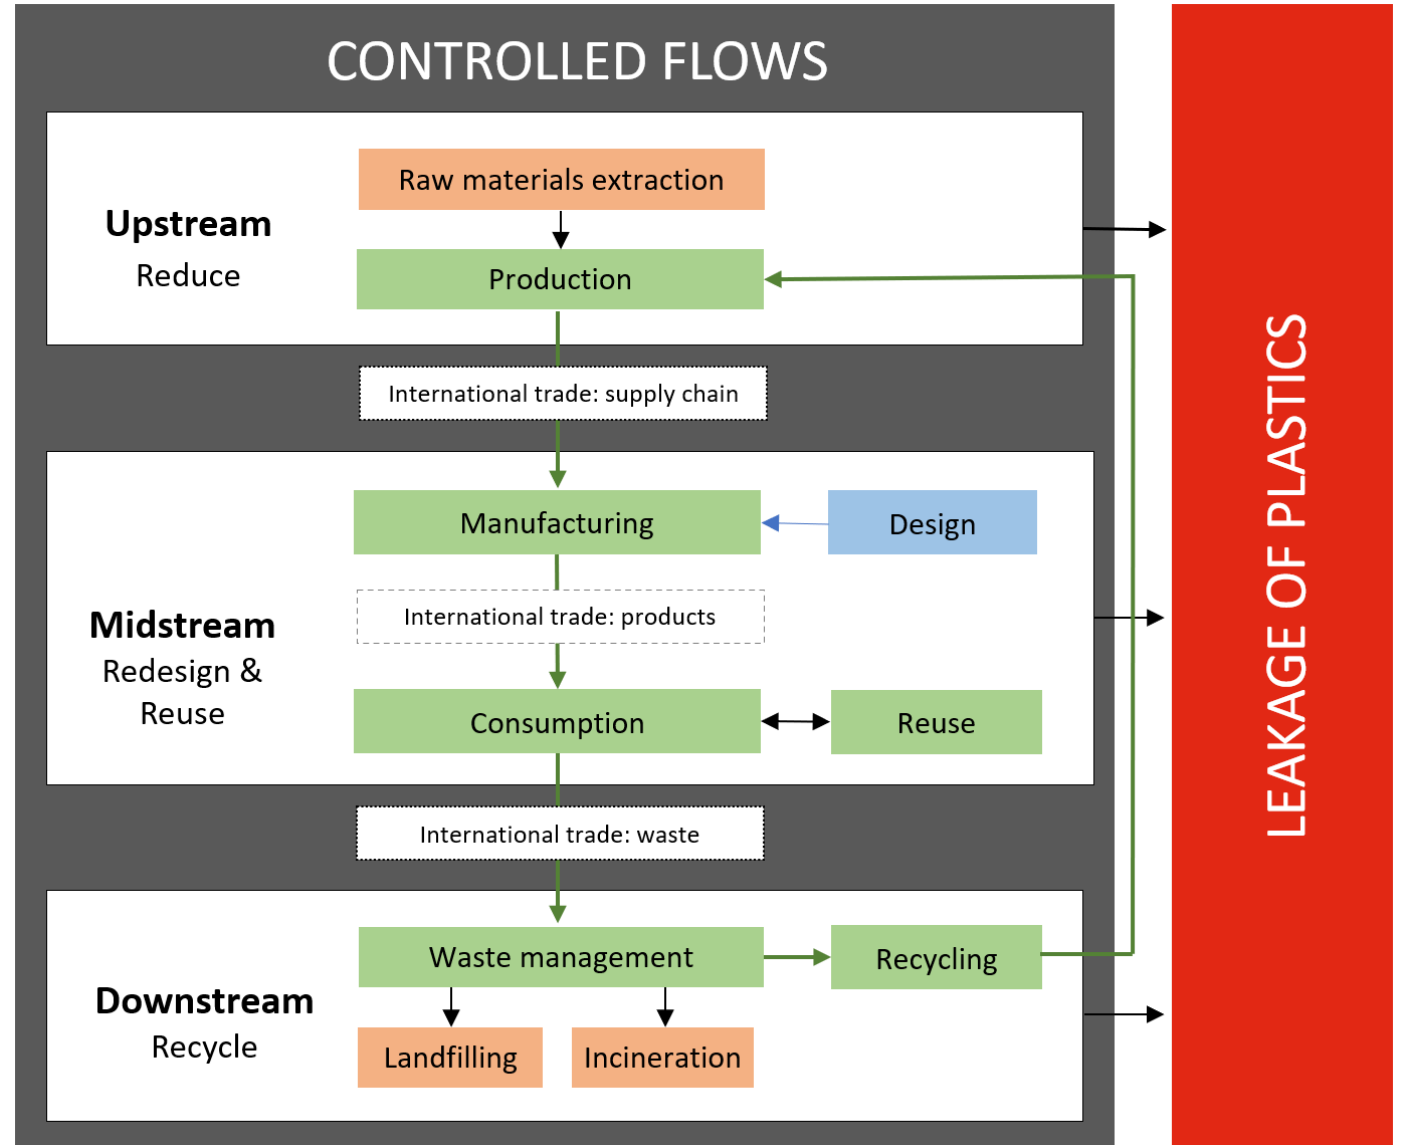 CONTROLLED FLOWS
Upstream
Reduce
Raw materials extraction
Production
International trade: supply chain
Midstream
Redesign &
Reuse
Manufacturing
Design
International trade: products
Consumption
Reuse
International trade: waste
Downstream
Recycle
Waste management
Recycling
Landfilling
Incineration
LEAKAGE OF PLASTICS